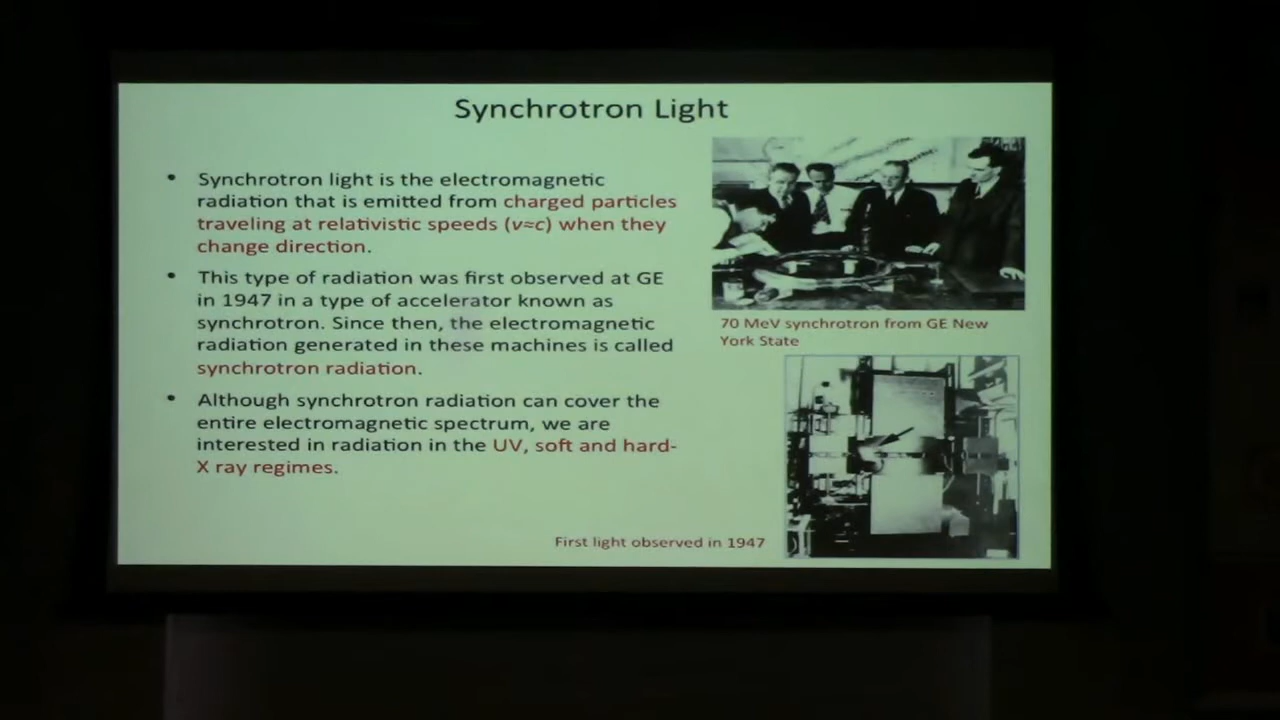 Synchrotron Light
• Synchrotron light is the electromagnetic
radiation that is emitted from charged particles
traveling at relativistic speeds (v≈c) when they
change direction.
• This type of radiation was first observed at GE
in 1947 in a type of accelerator known as
synchrotron. Since then, the electromagnetic
radiation generated in these machines is called
synchrotron radiation.
• Although synchrotron radiation can cover the
entire electromagnetic spectrum, we are
interested in radiation in the UV, soft and hard-
X ray regimes.
70 MeV synchrotron from GE New
York State
First light observed in 1947